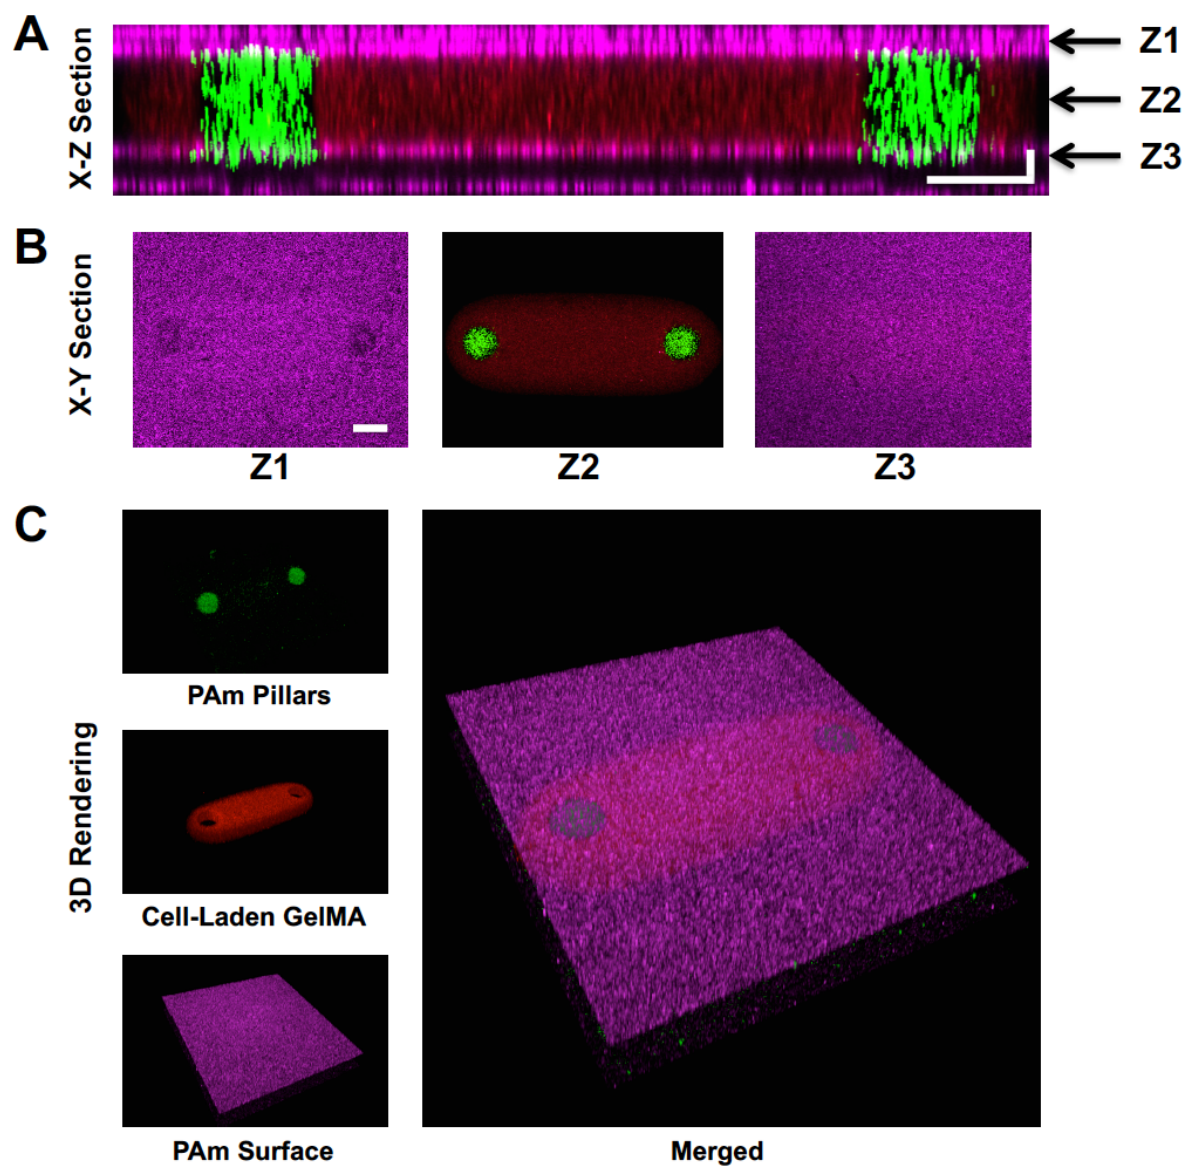 A
X-Z Section
Z1
Z2
Z3
B
X-Y Section
Z1
Z2
Z3
C
3D Rendering
PAm Pillars
Cell-Laden GelMA
PAm Surface
Merged